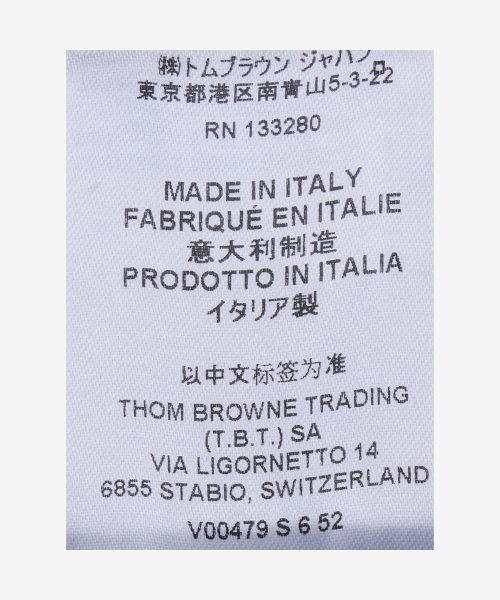 ㈱トムブラウン ジャパン
東京都港区南青山5-3-22
RN 133280
MADE IN ITALY
FABRIQUÉ EN ITALIE
意大利制造
PRODOTTO IN ITALIA
イタリア製
以中文标签为准
THOM BROWNE TRADING
(T.B.T.) SA
VIA LIGORNETTO 14
6855 STABIO, SWITZERLAND
V00479 S 6 52